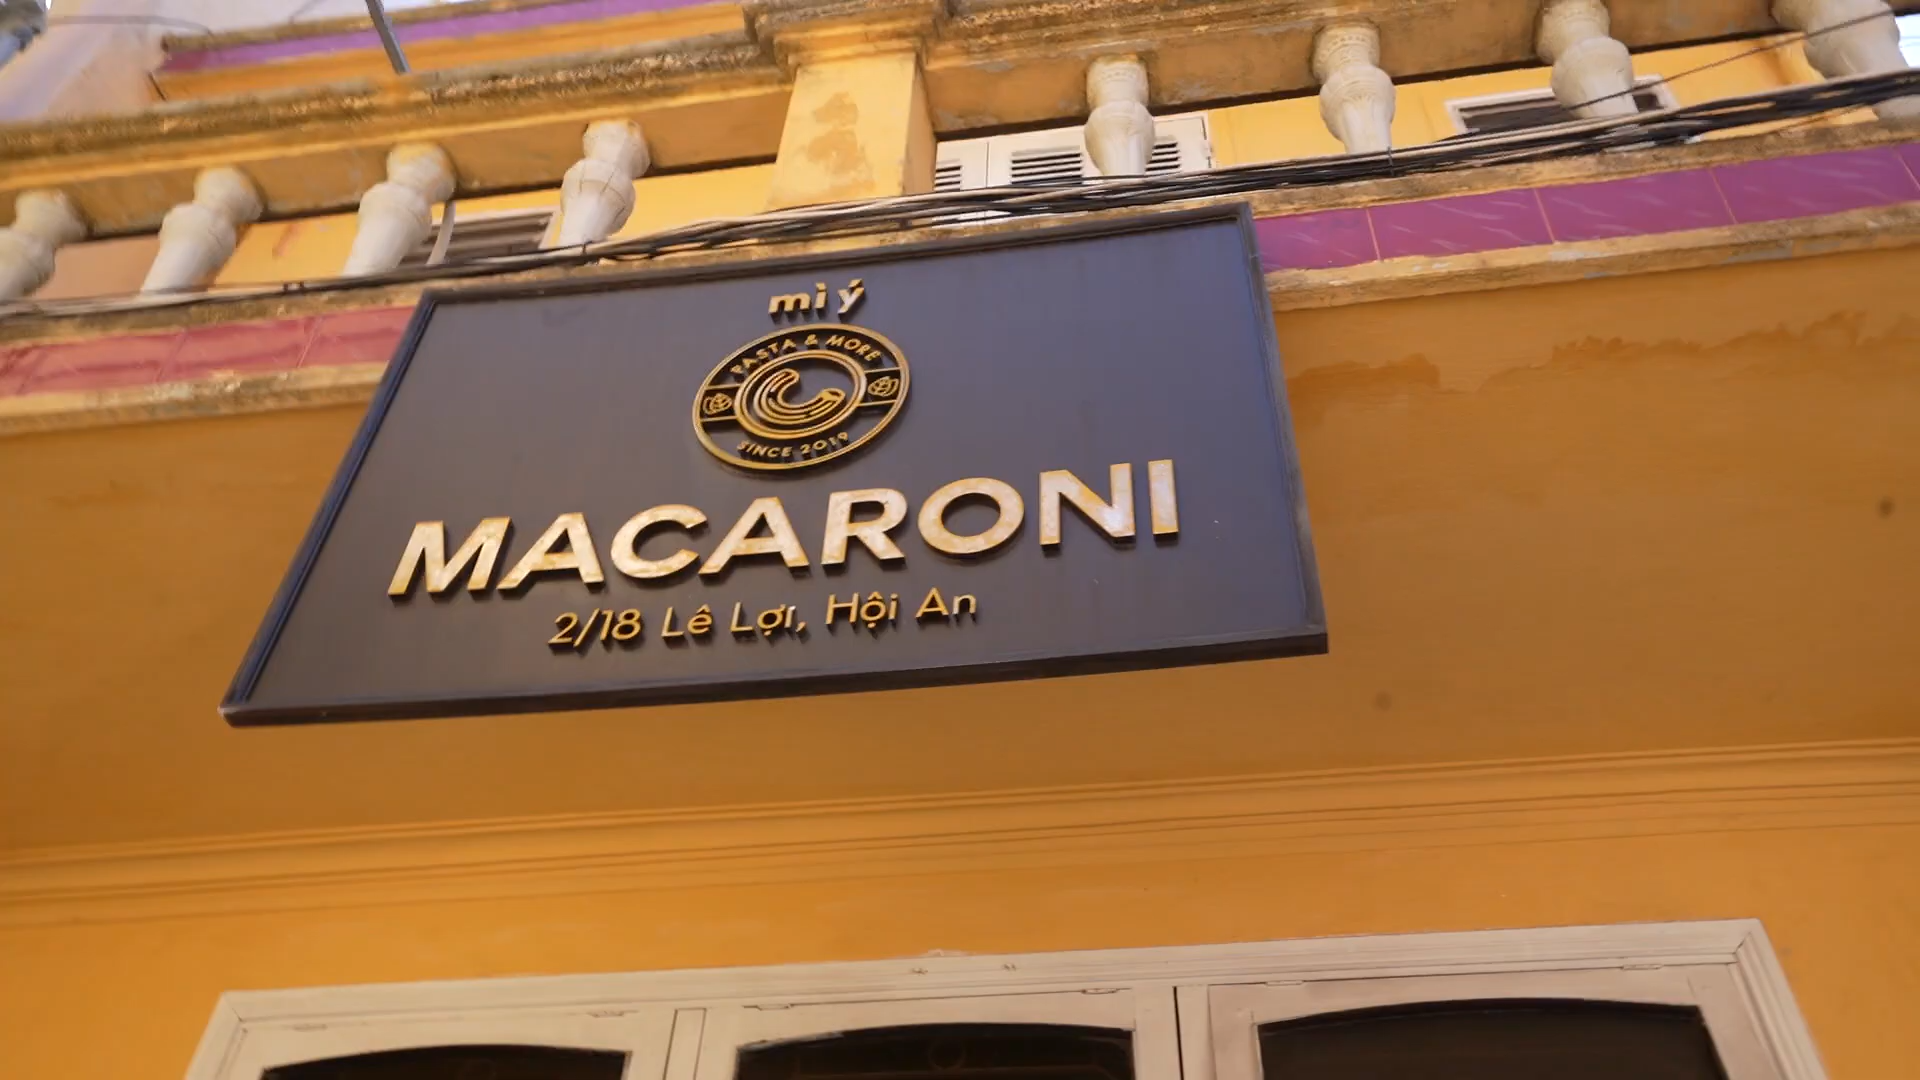 mì ý
PASTA & MORE
SINCE 2019
MACARONI
2/18 Lê Lợi, Hội An